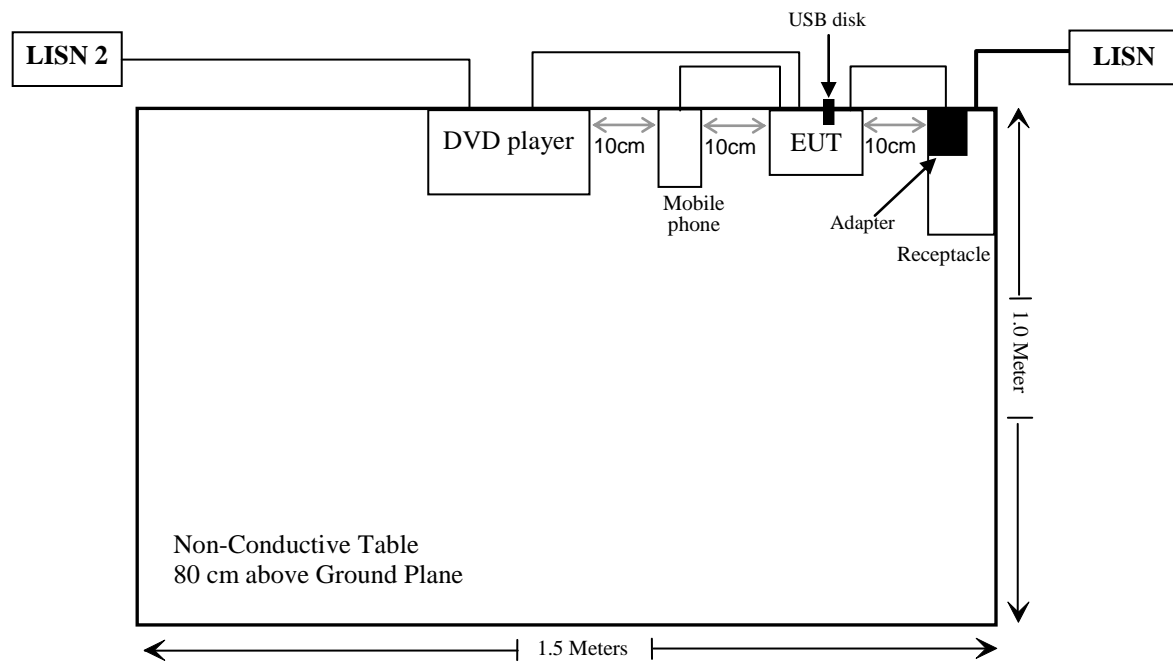 USB disk
LISN 2
LISN
DVD player
10cm
10cm
EUT
10cm
Mobile
phone
Adapter
Receptacle
1.0 Meter
Non-Conductive Table
80 cm above Ground Plane
1.5 Meters